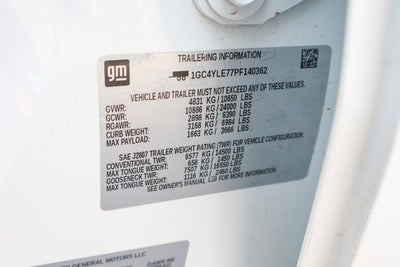 gm
TRAILERING INFORMATION
1GC4YLE77PF140362
VEHICLE AND TRAILER MUST NOT EXCEED ANY OF THESE RATINGS
GVWR: 4831 KG/10650 LBS
GCWR: 10886 KG/24000 LBS
RGAWR: 2898 KG/ 6390 LBS
CURB WEIGHT: 3168 KG/ 6984 LBS
MAX PAYLOAD: 1663 KG/ 3666 LBS
SAE J2807 TRAILER WEIGHT RATING (TWR) FOR VEHICLE CONFIGURATION.
CONVENTIONAL TWR: 6577 KG/14500 LBS
MAX TONGUE WEIGHT: 658 KG/ 1450 LBS
GOOSENECK TWR: 7507 KG/16550 LBS
MAX TONGUE WEIGHT: 1116 KG/ 2460 LBS
SEE OWNER'S MANUAL FOR MORE INFORMATION
GENERAL MOTORS LLC